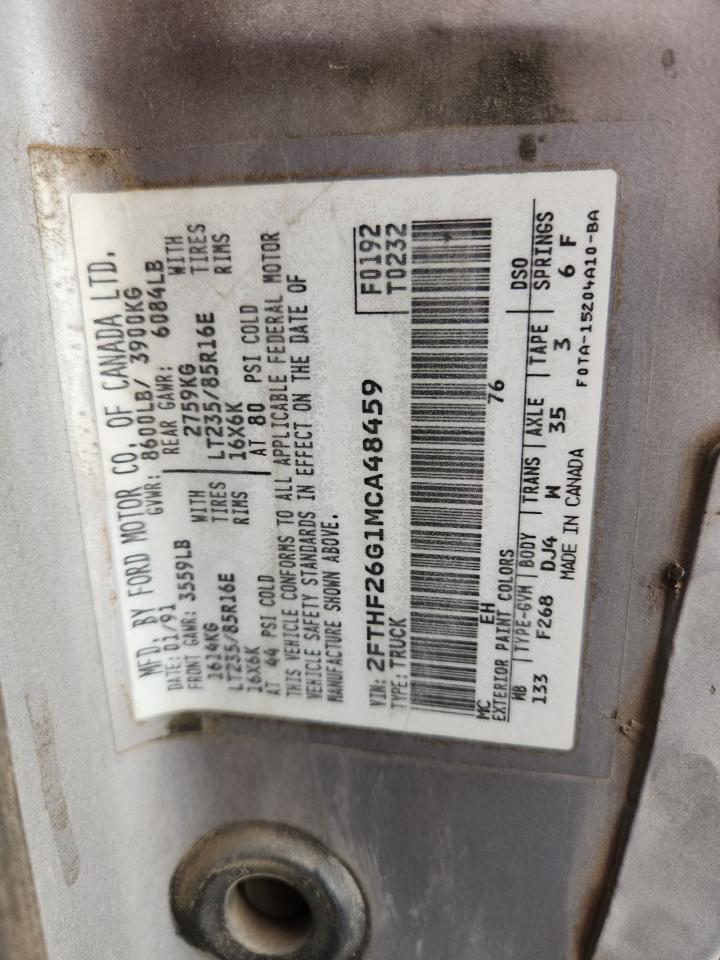 MFD. BY FORD MOTOR CO. OF CANADA LTD.
DATE: 01/91 GVWR: 8600LB/ 3900KG
FRONT GAWR: 3559LB REAR GAWR: 6084LB
1614KG WITH 2759KG WITH
LT235/85R16E TIRES LT235/85R16E TIRES
16X6K RIMS 16X6K RIMS
AT 44 PSI COLD AT 80 PSI COLD
THIS VEHICLE CONFORMS TO ALL APPLICABLE FEDERAL MOTOR
VEHICLE SAFETY STANDARDS IN EFFECT ON THE DATE OF
MANUFACTURE SHOWN ABOVE.
VIN: 2FTHF26G1MCA48459 F0192
TYPE: TRUCK T0232
MC EH 76
EXTERIOR PAINT COLORS DSO
WB TYPE-GVM BODY TRANS AXLE TAPE SPRINGS
133 F268 DJ4 W 35 3 6 F
MADE IN CANADA F0TA-15204A10-BA